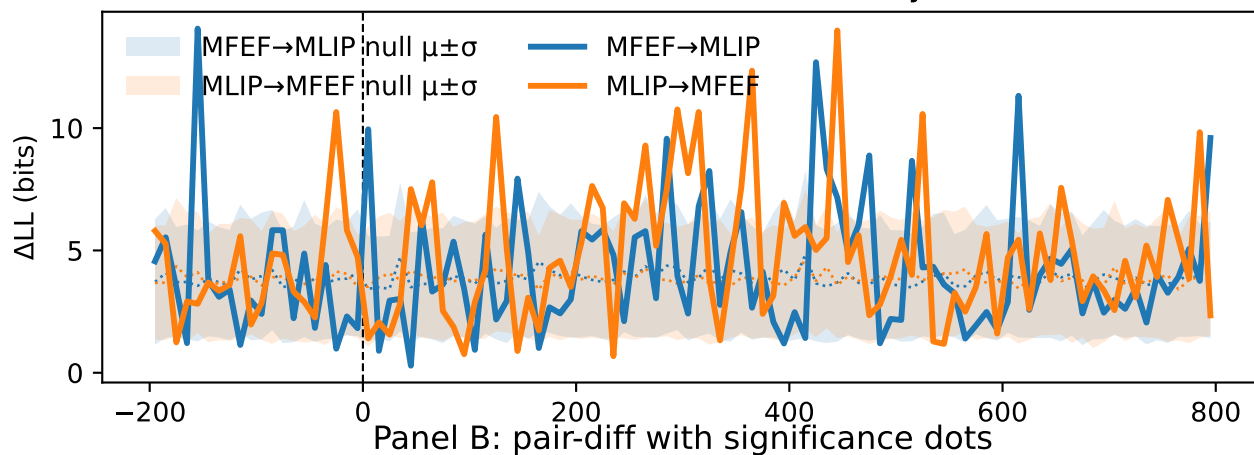 MFEF→MLIP null μ±σ
MLIP→MFEF null μ±σ
MFEF→MLIP
MLIP→MFEF
ΔLL (bits)
10
5
0
−200 0 200 400 600 800
Panel B: pair-diff with significance dots